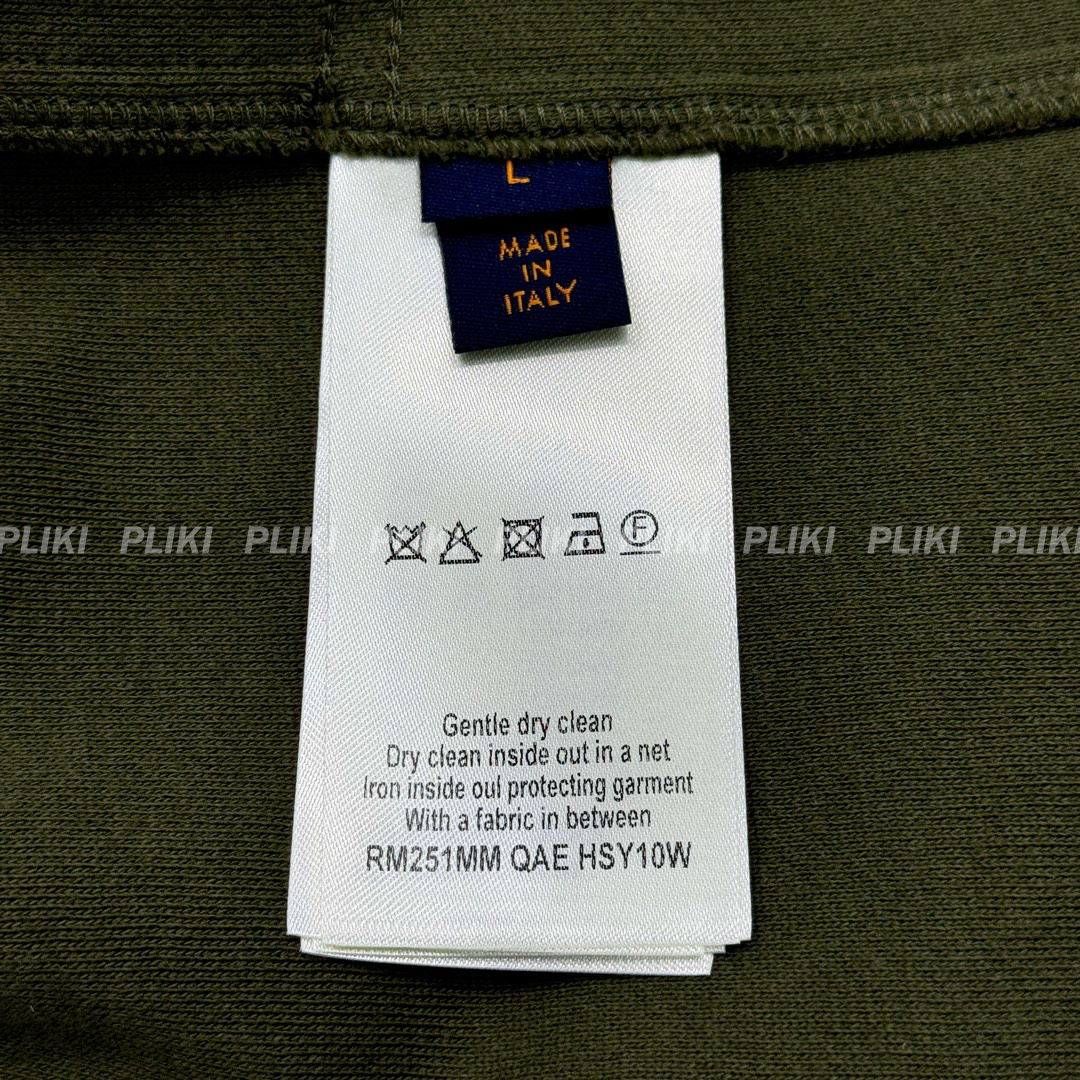 L
MADE
IN
ITALY
PLIKI PLIKI PLIKI PLIKI PLIKI PLIKI
F
Gentle dry clean
Dry clean inside out in a net
Iron inside oul protecting garment
With a fabric in between
RM251MM QAE HSY10W